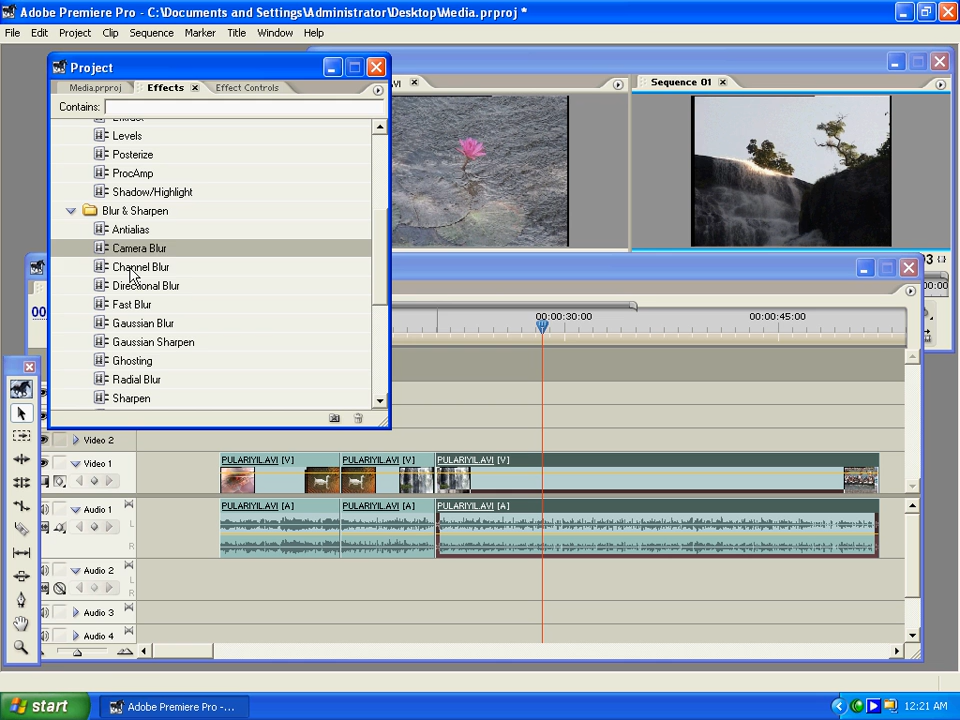 Adobe Premiere Pro - C:\Documents and Settings\Administrator\Desktop\Media.prproj *
File Edit Project Clip Sequence Marker Title Window Help
Project
Media.prproj Effects Effect Controls
Contains:
Levels
Posterize
ProcAmp
Shadow/Highlight
Blur & Sharpen
Antialias
Camera Blur
Channel Blur
Directional Blur
Fast Blur
Gaussian Blur
Gaussian Sharpen
Ghosting
Radial Blur
Sharpen
Sequence 01
00:00:30:00 00:00:45:00
Video 2
Video 1
PULARIYIL.AVI [V] PULARIYIL.AVI [V] PULARIYIL.AVI [V]
Audio 1
PULARIYIL.AVI [A] PULARIYIL.AVI [A] PULARIYIL.AVI [A]
L
R
Audio 2
L
R
Audio 3
Audio 4
start
Adobe Premiere Pro -...
12:21 AM